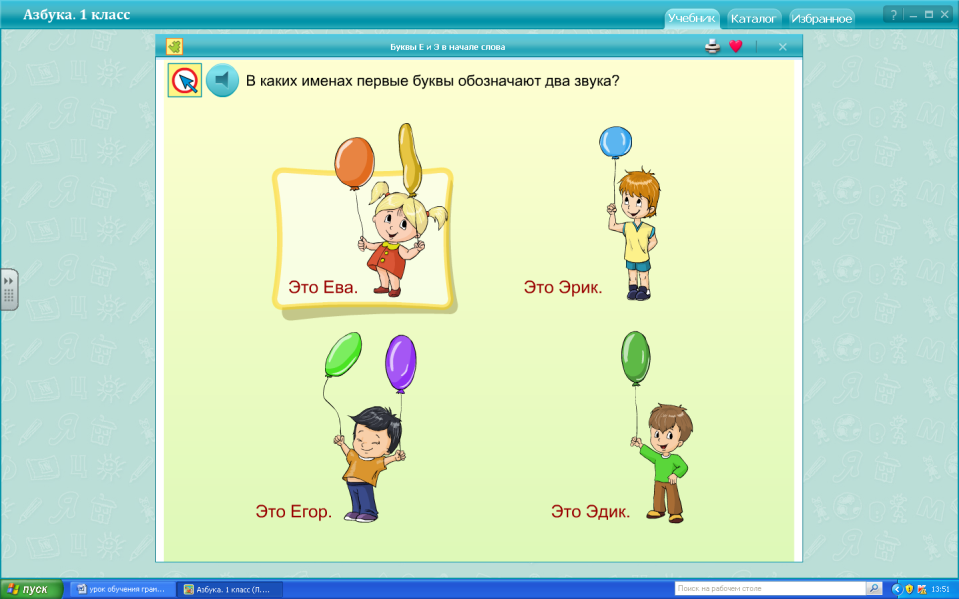 Азбука. 1 класс
Учебник Каталог Избранное ?
Буквы Е и Э в начале слова
В каких именах первые буквы обозначают два звука?
Это Ева.
Это Эрик.
Это Егор.
Это Эдик.
пуск урок обучения грам... Азбука. 1 класс (П.... Поиск на рабочем столе 13:51